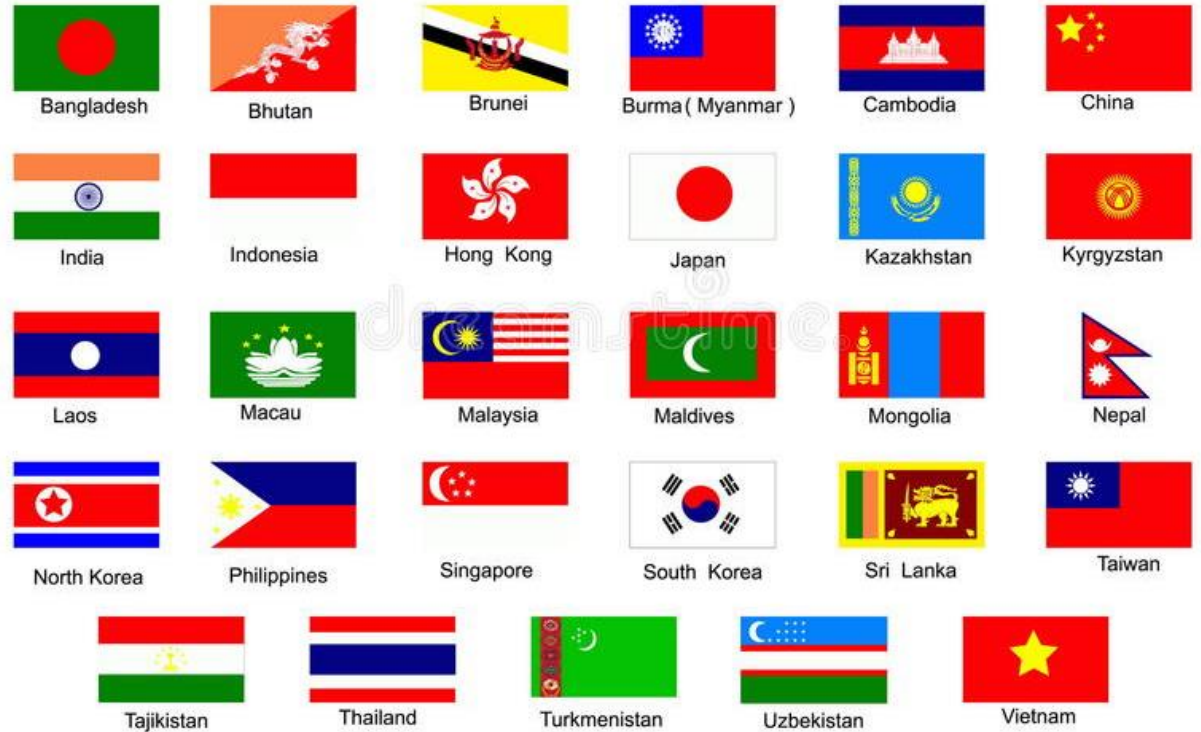 Bangladesh
Bhutan
Brunei
Burma ( Myanmar )
Cambodia
China
India
Indonesia
Hong Kong
Japan
Kazakhstan
Kyrgyzstan
dreamstime.
Laos
Macau
Malaysia
Maldives
Mongolia
Nepal
North Korea
Philippines
Singapore
South Korea
Sri Lanka
Taiwan
Tajikistan
Thailand
Turkmenistan
Uzbekistan
Vietnam